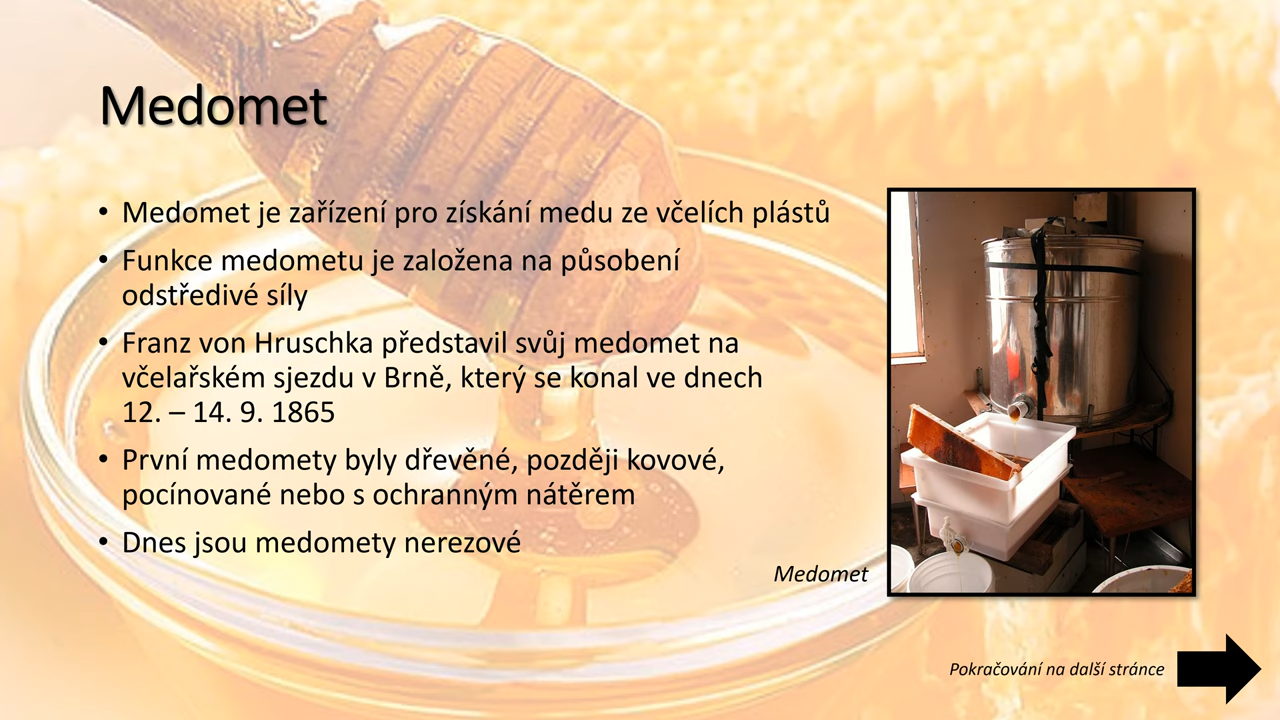 Medomet
• Medomet je zařízení pro získání medu ze včelích plástů
• Funkce medometu je založena na působení
odstředivé síly
• Franz von Hruschka představil svůj medomet na
včelařském sjezdu v Brně, který se konal ve dnech
12. – 14. 9. 1865
• První medomety byly dřevěné, později kovové,
pocínované nebo s ochranným nátěrem
• Dnes jsou medomety nerezové
Medomet
Pokračování na další stránce